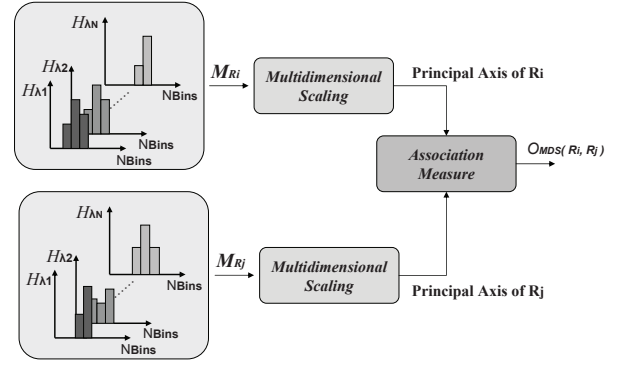 HλN
Hλ2
Hλ1
NBins
NBins
NBins
MRi
Multidimensional
Scaling
Principal Axis of Ri
Association
Measure
OMDS( Ri, Rj )
HλN
Hλ2
Hλ1
NBins
NBins
NBins
MRj
Multidimensional
Scaling
Principal Axis of Rj